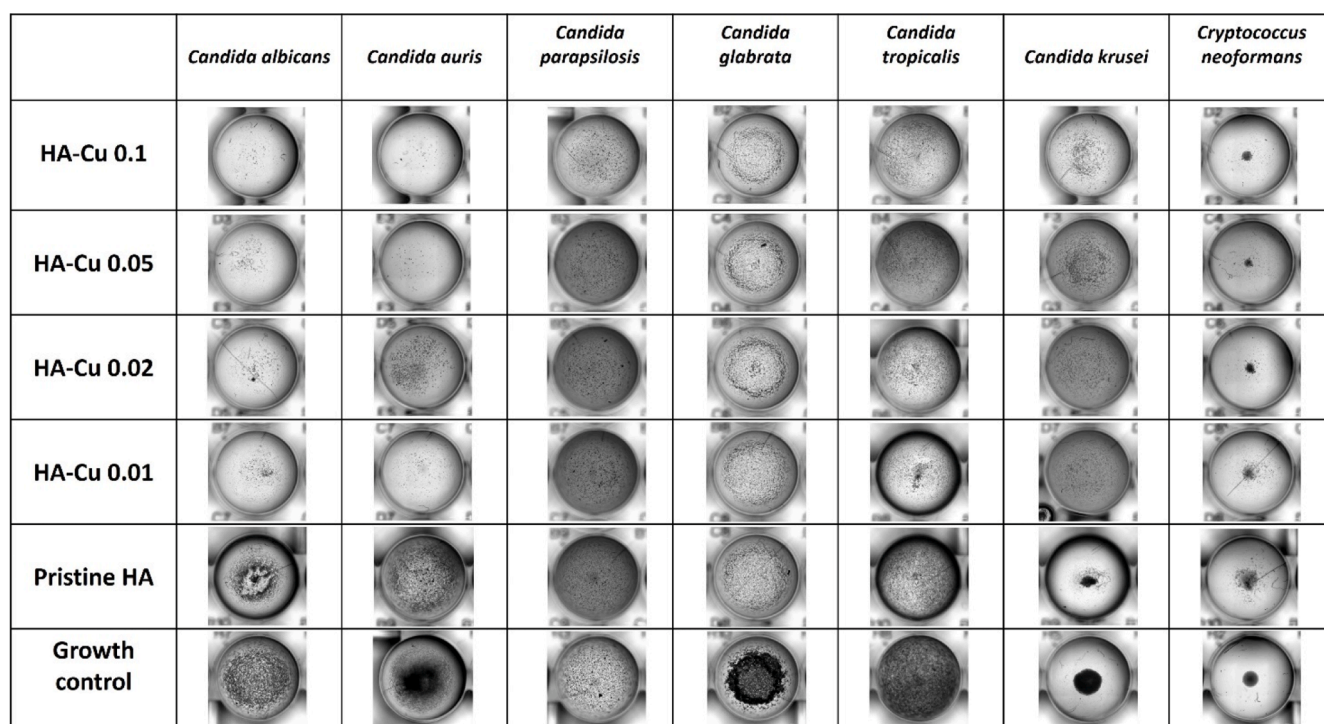 Candida albicans
Candida auris
Candida
parapsilosis
Candida
glabrata
Candida
tropicalis
Candida krusei
Cryptococcus
neoformans
HA-Cu 0.1
HA-Cu 0.05
HA-Cu 0.02
HA-Cu 0.01
Pristine HA
Growth
control